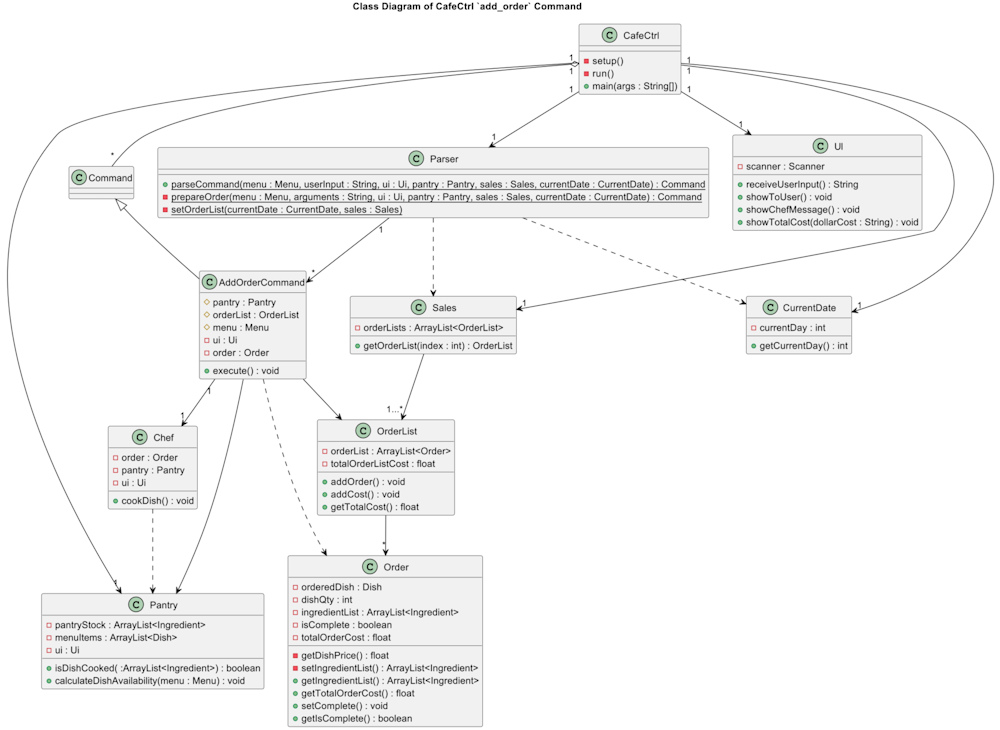 Class Diagram of CafeCtrl `add_order` Command
C CafeCtrl
setup()
run()
main(args : String[])
1
1
1
1
1
1
*
1
1
C Command
C Parser
parseCommand(menu : Menu, userInput : String, ui : Ui, pantry : Pantry, sales : Sales, currentDate : CurrentDate) : Command
prepareOrder(menu : Menu, arguments : String, ui : Ui, pantry : Pantry, sales : Sales, currentDate : CurrentDate) : Command
setOrderList(currentDate : CurrentDate, sales : Sales)
C UI
scanner : Scanner
receiveUserInput() : String
showToUser() : void
showChefMessage() : void
showTotalCost(dollarCost : String) : void
1
*
C AddOrderCommand
pantry : Pantry
orderList : OrderList
menu : Menu
ui : Ui
order : Order
execute() : void
1
C Sales
orderLists : ArrayList<OrderList>
getOrderList(index : int) : OrderList
1
C CurrentDate
currentDay : int
getCurrentDay() : int
1
1
1...*
C Chef
order : Order
pantry : Pantry
ui : Ui
cookDish() : void
C OrderList
orderList : ArrayList<Order>
totalOrderListCost : float
addOrder() : void
addCost() : void
getTotalCost() : float
*
1
C Pantry
pantryStock : ArrayList<Ingredient>
menuItems : ArrayList<Dish>
ui : Ui
isDishCooked( :ArrayList<Ingredient>) : boolean
calculateDishAvailability(menu : Menu) : void
C Order
orderedDish : Dish
dishQty : int
ingredientList : ArrayList<Ingredient>
isComplete : boolean
totalOrderCost : float
getDishPrice() : float
setIngredientList() : ArrayList<Ingredient>
getIngredientList() : ArrayList<Ingredient>
getTotalOrderCost() : float
setComplete() : void
getIsComplete() : boolean